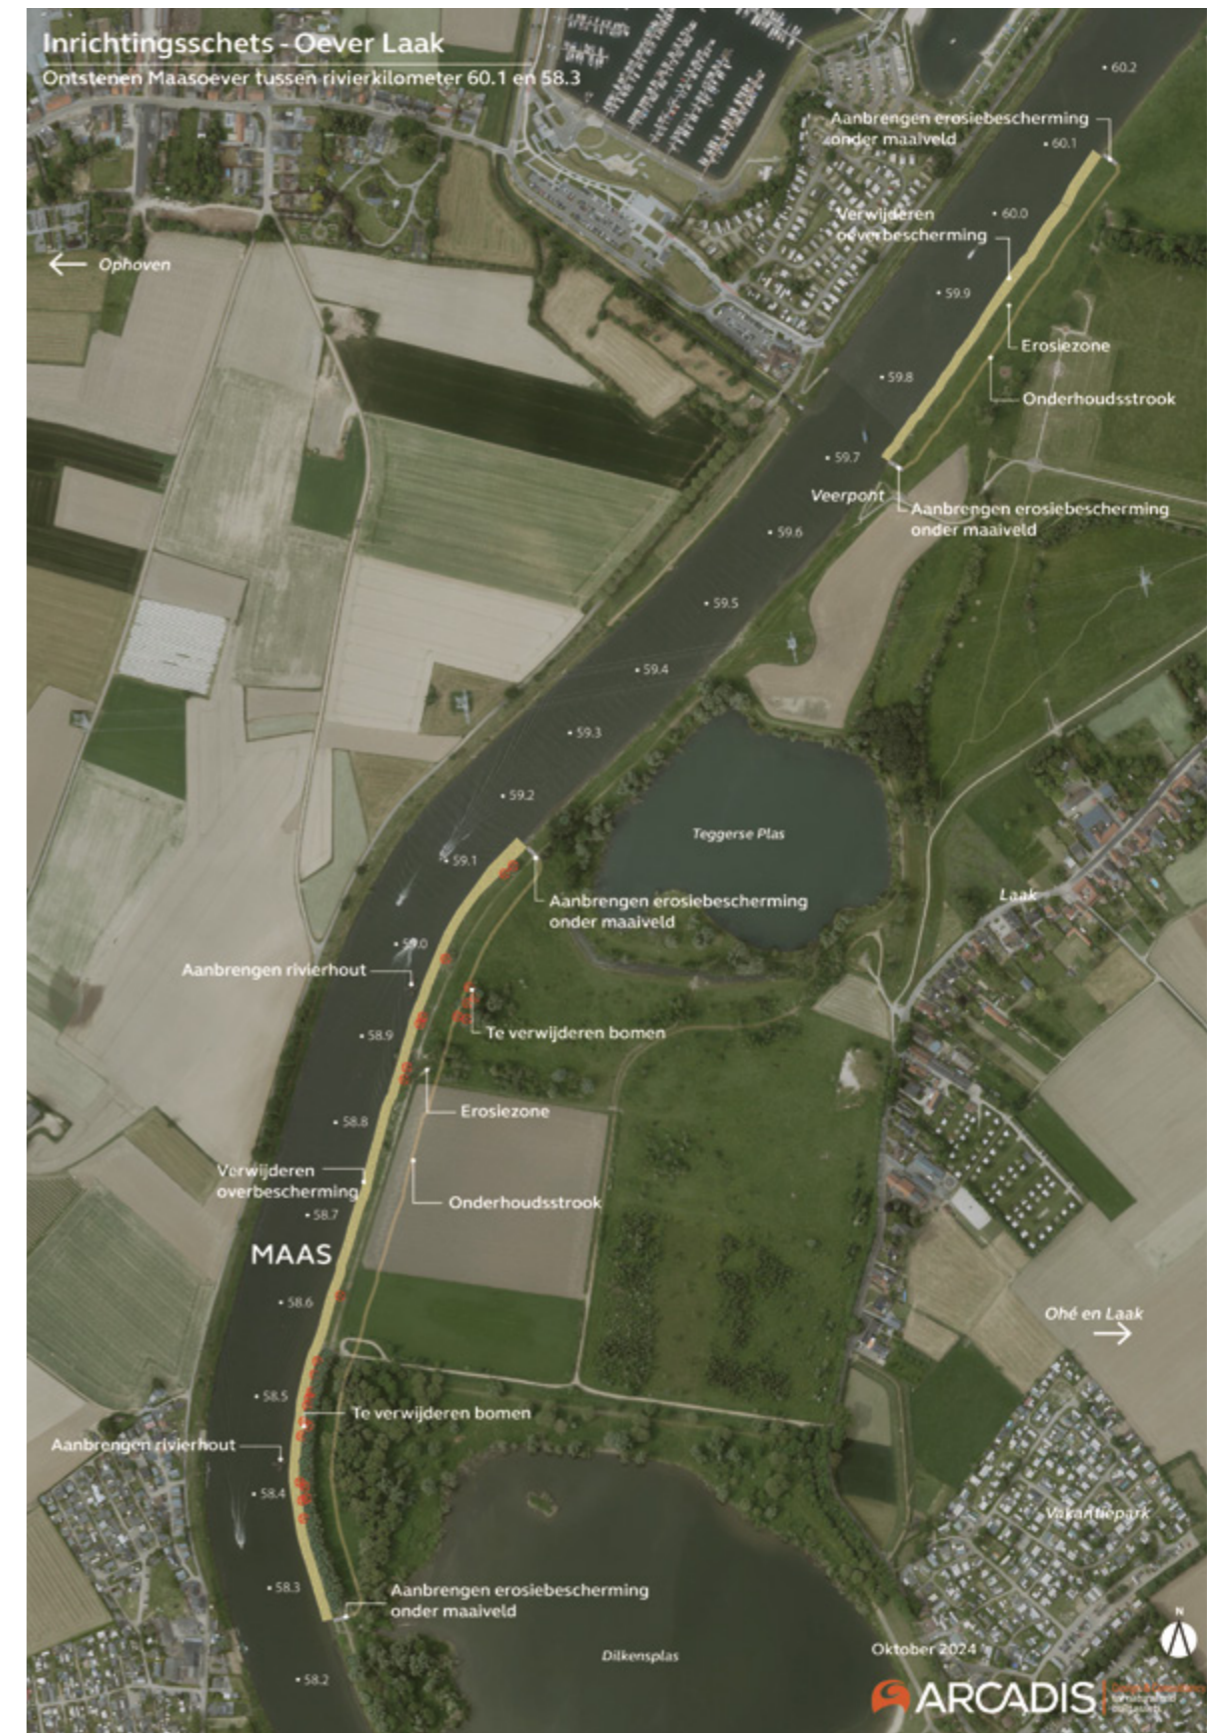 Inrichtingsschets - Oever Laak
Ontstenen Maasoever tussen rivierkilometer 60.1 en 58.3
60.2
Aanbrengen erosiebescherming
onder maaiveld
60.1
Verwijderen
oeverbescherming
60.0
Ophoven
59.9
Erosiezone
59.8
Onderhoudsstrook
59.7
Veerpont
Aanbrengen erosiebescherming
onder maaiveld
59.6
59.5
59.4
59.3
59.2
Teggerse Plas
59.1
Aanbrengen erosiebescherming
onder maaiveld
Laak
59.0
Aanbrengen rivierhout
58.9
Te verwijderen bomen
Erosiezone
58.8
Verwijderen
overbescherming
Onderhoudsstrook
58.7
MAAS
58.6
Ohé en Laak
58.5
Te verwijderen bomen
Aanbrengen rivierhout
58.4
Vakantiepark
58.3
Aanbrengen erosiebescherming
onder maaiveld
N
Oktober 2024
Dilkensplas
58.2
ARCADIS